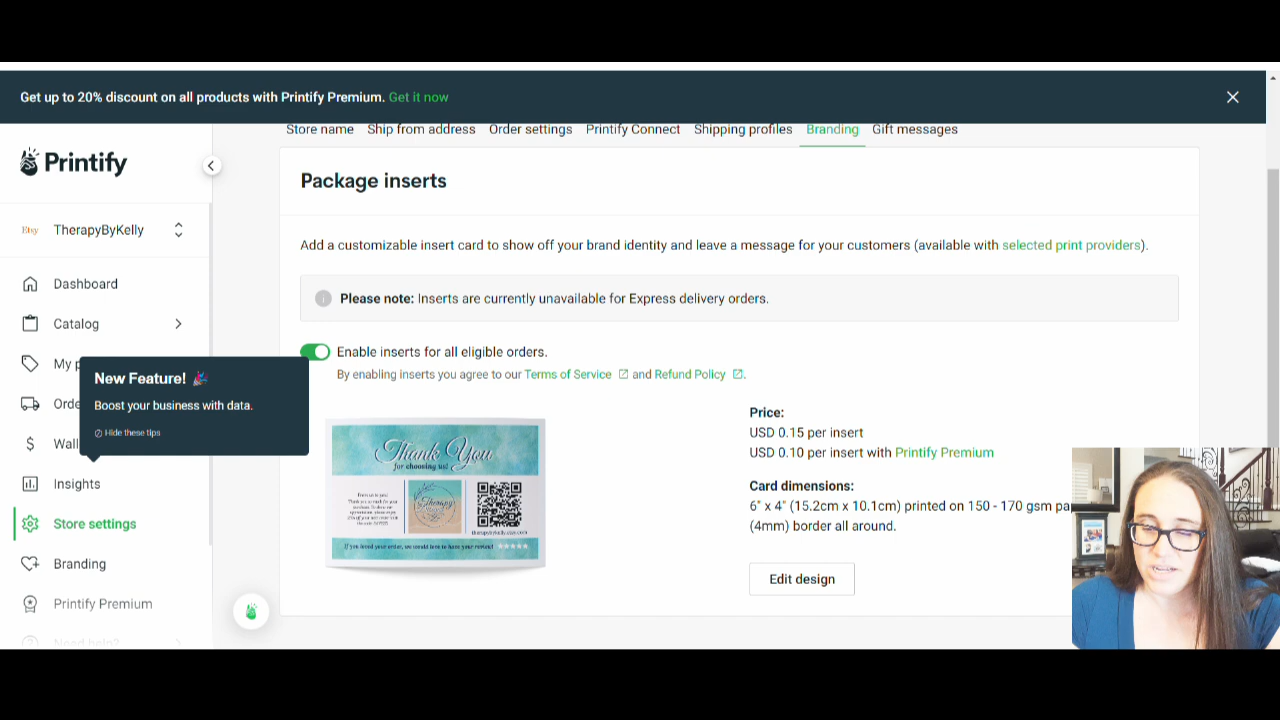 Get up to 20% discount on all products with Printify Premium. Get it now
Store name Ship from address Order settings Printify Connect Shipping profiles Branding Gift messages
Printify
Package inserts
Etsy TherapyByKelly
Add a customizable insert card to show off your brand identity and leave a message for your customers (available with selected print providers).
Dashboard
Please note: Inserts are currently unavailable for Express delivery orders.
Catalog
Enable inserts for all eligible orders.
By enabling inserts you agree to our Terms of Service and Refund Policy.
My p
New Feature!
Boost your business with data.
Hide these tips
Orde
Wall
Insights
Store settings
Branding
Printify Premium
Need help?
Thank You
for choosing us!
Therapy
therapybykelly.etsy.com
If you loved your order, we would love to have your review!
Price:
USD 0.15 per insert
USD 0.10 per insert with Printify Premium
Card dimensions:
6" x 4" (15.2cm x 10.1cm) printed on 150 - 170 gsm pa
(4mm) border all around.
Edit design